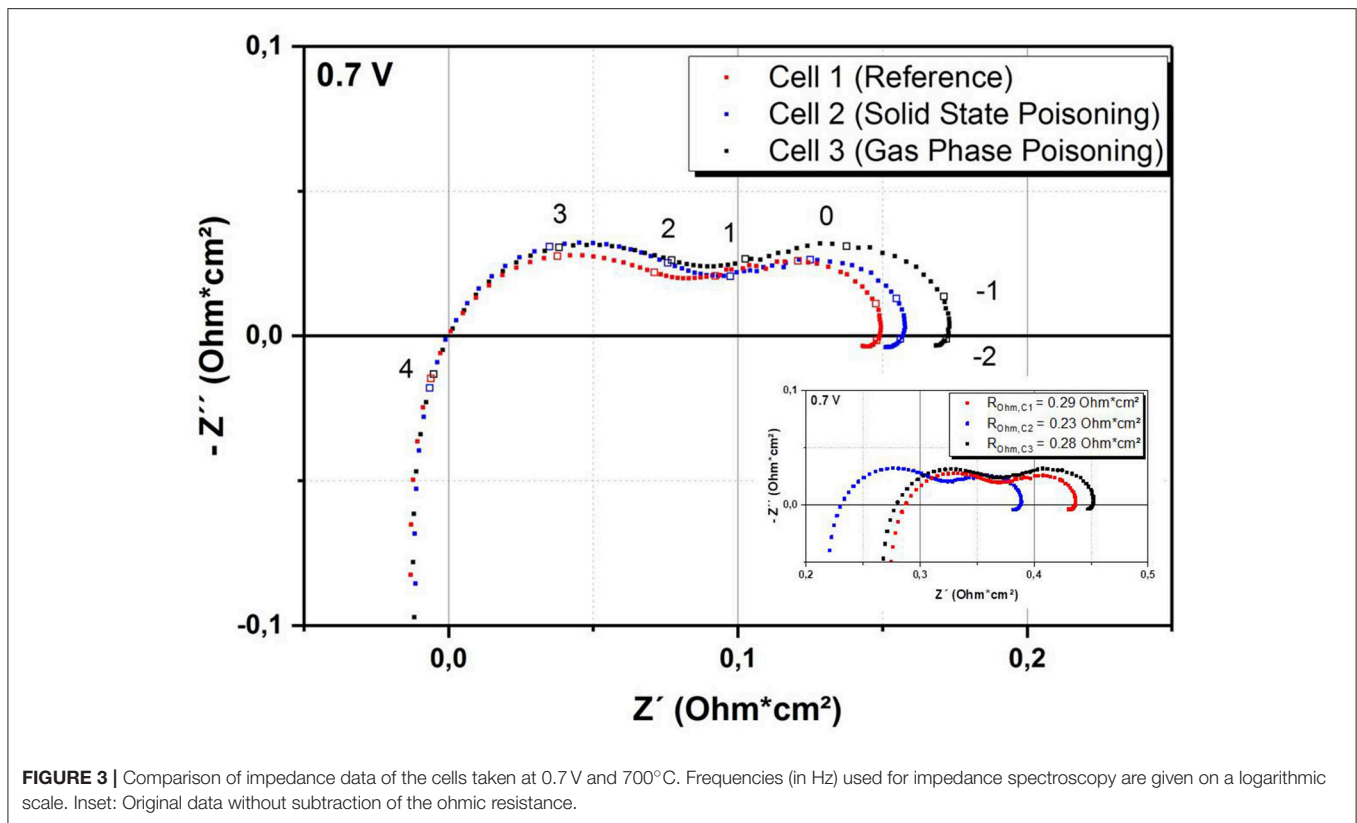 0.7 V
Cell 1 (Reference)
Cell 2 (Solid State Poisoning)
Cell 3 (Gas Phase Poisoning)
0,1
0,0
-0,1
- Z´´ (Ohm*cm²)
4
3
2
1
0
-1
-2
0,0
0,1
0,2
Z´ (Ohm*cm²)
0.7 V
R_Ohm,C1 = 0.29 Ohm*cm²
R_Ohm,C2 = 0.23 Ohm*cm²
R_Ohm,C3 = 0.28 Ohm*cm²
0,1
0,0
- Z´´ (Ohm*cm²)
0,2
0,3
0,4
0,5
Z´ (Ohm*cm²)
FIGURE 3 | Comparison of impedance data of the cells taken at 0.7 V and 700°C. Frequencies (in Hz) used for impedance spectroscopy are given on a logarithmic
scale. Inset: Original data without subtraction of the ohmic resistance.